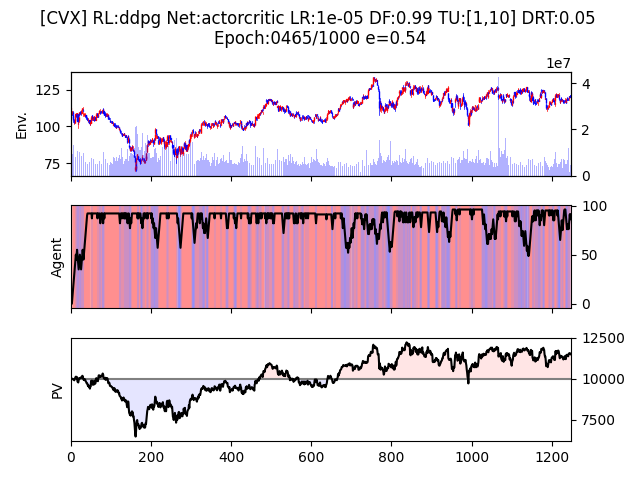 [CVX] RL:ddpg Net:actorcritic LR:1e-05 DF:0.99 TU:[1,10] DRT:0.05
Epoch:0465/1000 e=0.54
1e7
Env.
125
100
75
4
2
0
Agent
100
50
0
PV
12500
10000
7500
0 200 400 600 800 1000 1200